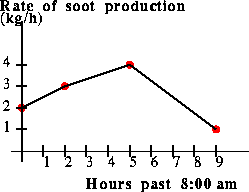 Rate of soot production
(kg/h)
4
3
2
1
1 2 3 4 5 6 7 8 9
Hours past 8:00 am